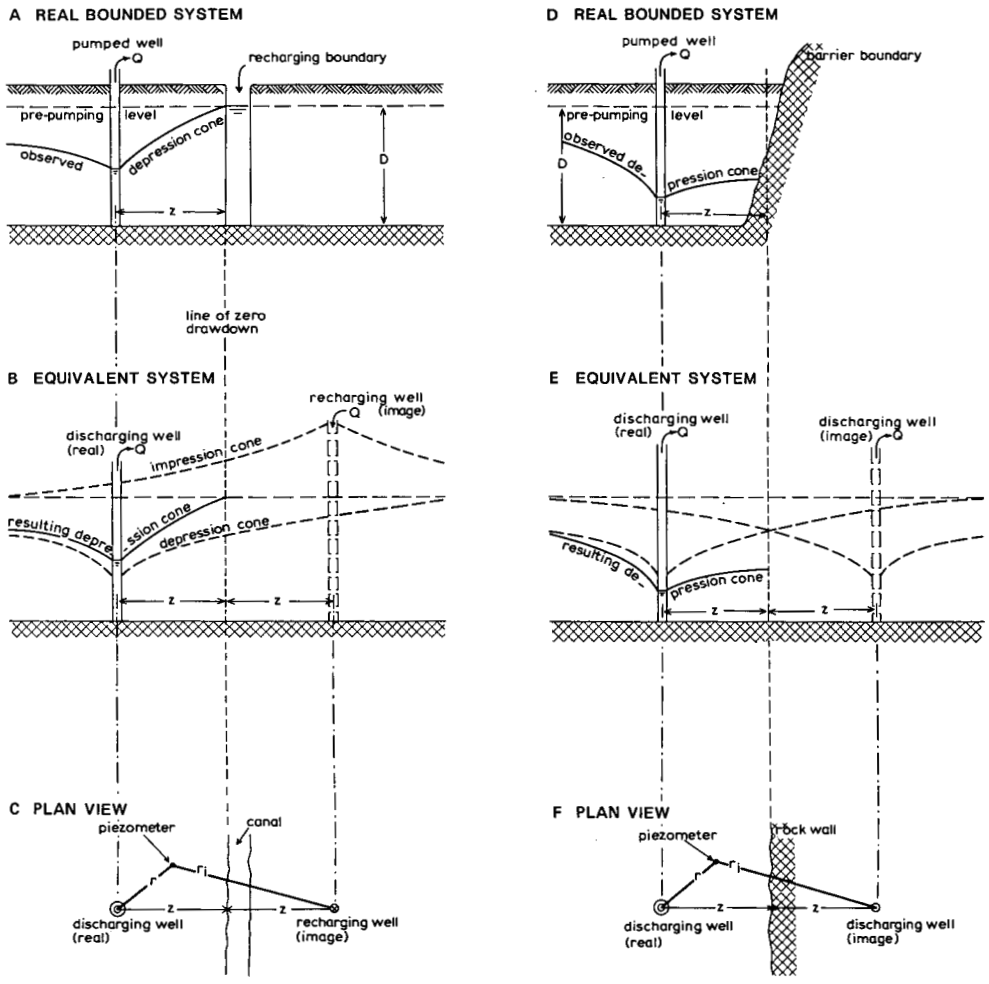 A REAL BOUNDED SYSTEM
pumped well
Q
recharging boundary
pre-pumping level
observed
depression cone
D
z
line of zero
drawdown
B EQUIVALENT SYSTEM
recharging well
Q (image)
discharging well
(real) Q
impression cone
resulting depre
-ssion cone
depression cone
z
z
C PLAN VIEW
piezometer
canal
r
ri
z
z
discharging well
(real)
recharging well
(image)
D REAL BOUNDED SYSTEM
pumped well
Q
barrier boundary
pre-pumping level
observed de-
pression cone
D
z
E EQUIVALENT SYSTEM
discharging well
(real) Q
discharging well
(image) Q
resulting de-
pression cone
z
z
F PLAN VIEW
piezometer
rock wall
r
ri
z
z
discharging well
(real)
discharging well
(image)